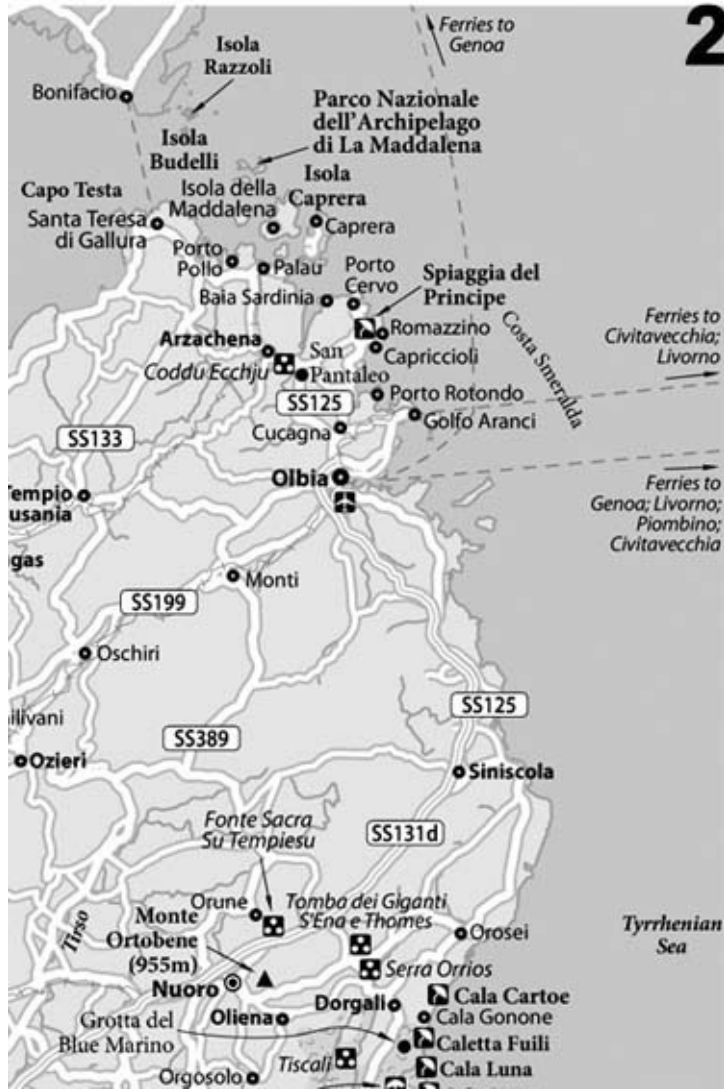 2
Ferries to
Genoa
Isola
Razzoli
Bonifacio
Parco Nazionale
dell'Archipelago
di La Maddalena
Isola
Budelli
Capo Testa
Isola della
Maddalena
Isola
Caprera
Santa Teresa
di Gallura
Caprera
Porto
Pollo
Palau
Porto
Cervo
Spiaggia del
Principe
Baia Sardinia
Ferries to
Civitavecchia;
Livorno
Romazzino
Costa Smeralda
Arzachena
San
Pantaleo
Capriccioli
Coddu Ecchju
Porto Rotondo
SS125
Golfo Aranci
SS133
Cucagna
Olbia
Ferries to
Genoa; Livorno;
Piombino;
Civitavecchia
Tempio
usania
gas
Monti
SS199
Oschiri
SS125
ilivani
SS389
Ozieri
Siniscola
Fonte Sacra
Su Tempiesu
SS131d
Orune
Tomba dei Giganti
S'Ena e Thomes
Monte
Ortobene
(955m)
Tirso
Orosei
Tyrrhenian
Sea
Serra Orrios
Nuoro
Dorgali
Cala Cartoe
Oliena
Cala Gonone
Grotta del
Blue Marino
Caletta Fuili
Tiscali
Cala Luna
Orgosolo